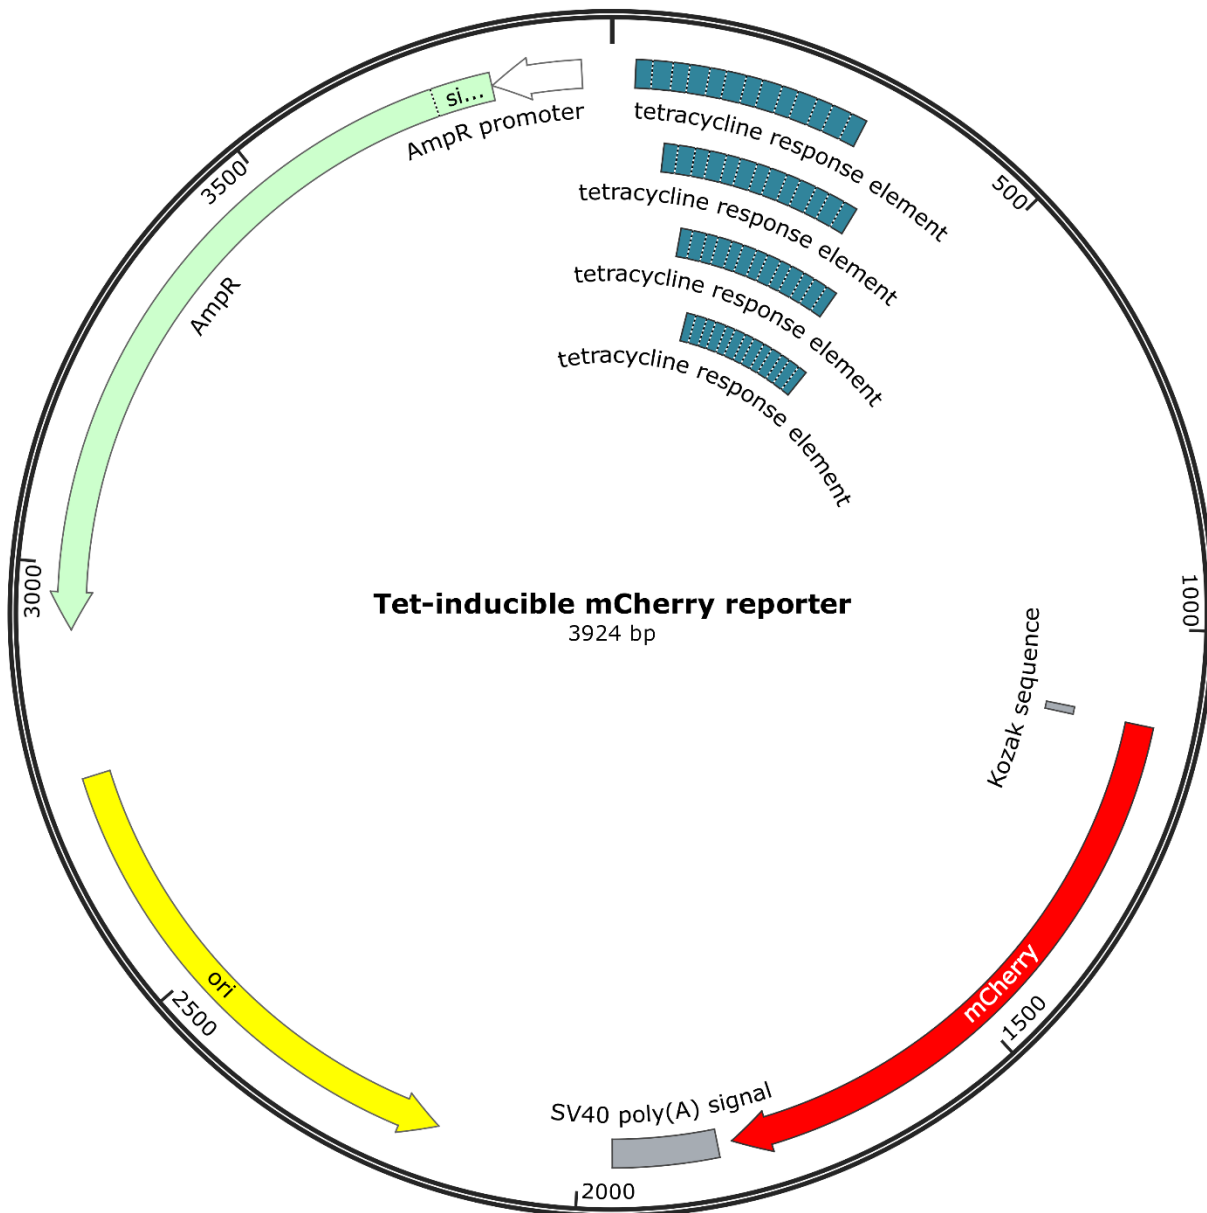 si...
AmpR promoter
tetracycline response element
tetracycline response element
tetracycline response element
tetracycline response element
500
3500
AmpR
3000
1000
Tet-inducible mCherry reporter
3924 bp
Kozak sequence
mCherry
ori
2500
1500
SV40 poly(A) signal
2000